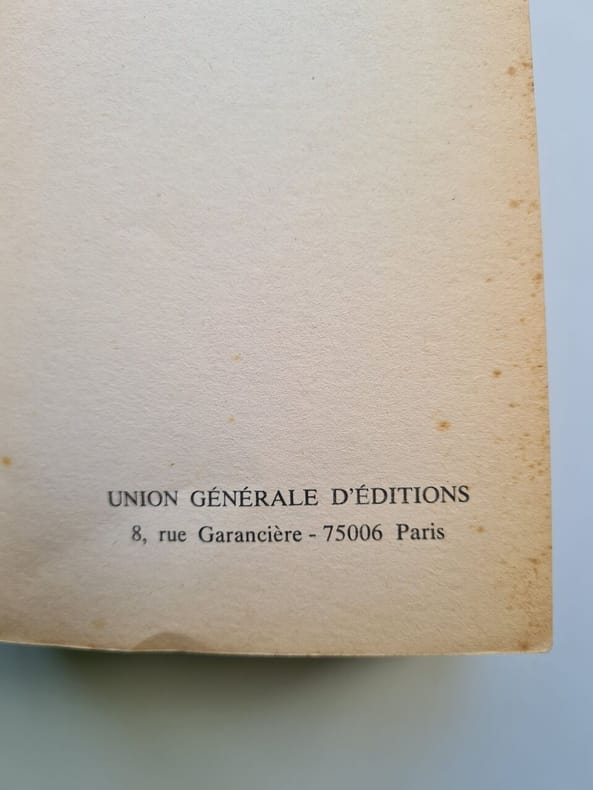 UNION GÉNÉRALE D'ÉDITIONS
8, rue Garancière - 75006 Paris